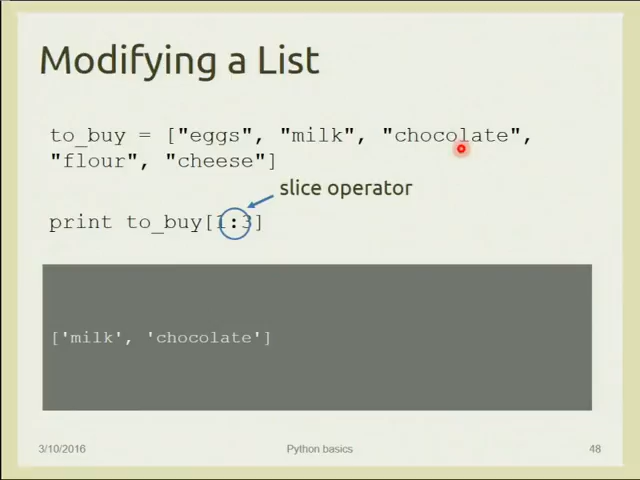 Modifying a List
to_buy = ["eggs", "milk", "chocolate",
"flour", "cheese"]
slice operator
print to_buy[1:3]
['milk', 'chocolate']
3/10/2016
Python basics
48